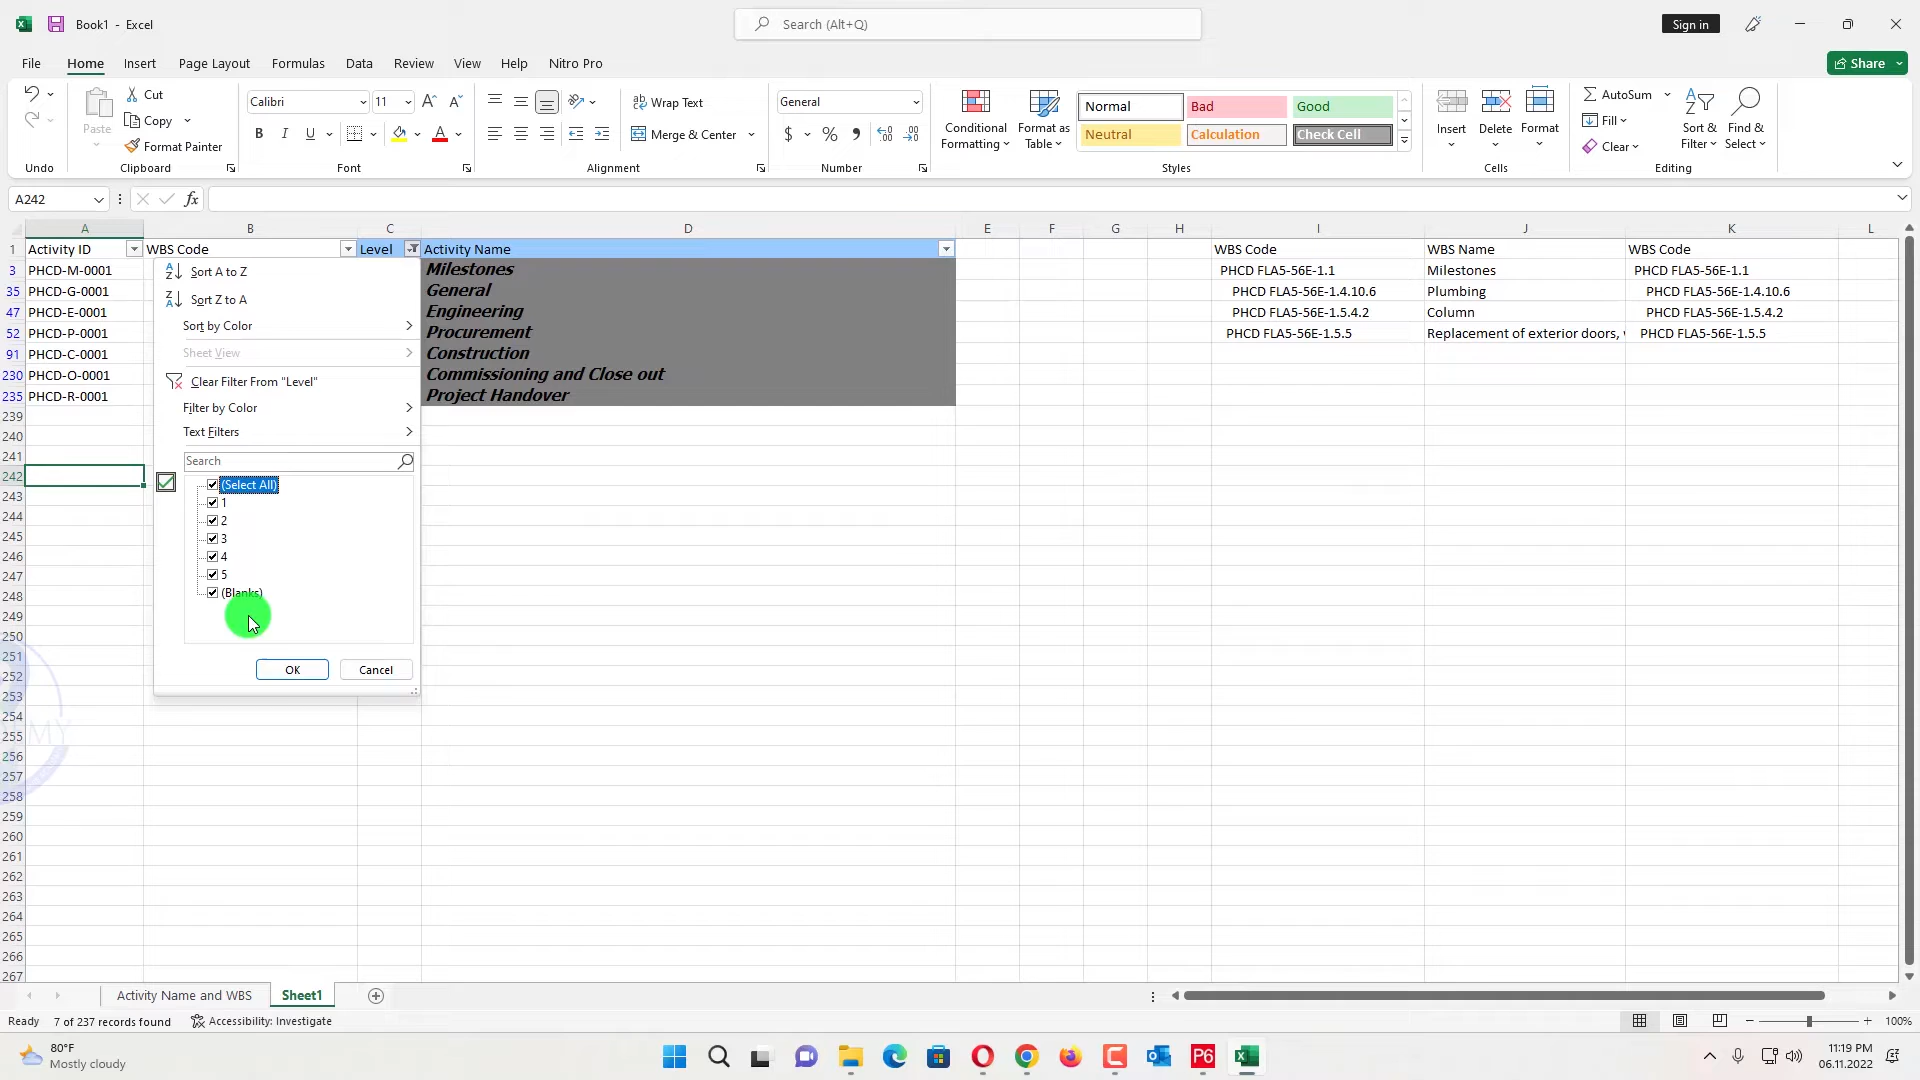 Book1 - Excel
Search (Alt+Q)
Sign in
File Home Insert Page Layout Formulas Data Review View Help Nitro Pro
Share
Paste
Cut
Copy
Format Painter
Calibri 11
B I U
Wrap Text
Merge & Center
General
$ %
Conditional Formatting
Format as Table
Normal Bad Good
Neutral Calculation Check Cell
Insert Delete Format
AutoSum
Fill
Clear
Sort & Filter
Find & Select
Undo Clipboard Font Alignment Number Styles Cells Editing
A242 fx
A B C D E F G H I J K L
1 Activity ID WBS Code Level Activity Name WBS Code WBS Name WBS Code
3 PHCD-M-0001 Milestones PHCD FLA5-56E-1.1 Milestones PHCD FLA5-56E-1.1
35 PHCD-G-0001 General PHCD FLA5-56E-1.4.10.6 Plumbing PHCD FLA5-56E-1.4.10.6
47 PHCD-E-0001 Engineering PHCD FLA5-56E-1.5.4.2 Column PHCD FLA5-56E-1.5.4.2
52 PHCD-P-0001 Procurement PHCD FLA5-56E-1.5.5 Replacement of exterior doors, PHCD FLA5-56E-1.5.5
91 PHCD-C-0001 Construction
230 PHCD-O-0001 Commissioning and Close out
235 PHCD-R-0001 Project Handover
239
240
241
242
243
244
245
246
247
248
249
250
251
252
253
254
255
256
257
258
259
260
261
262
263
264
265
266
267
Sort A to Z
Sort Z to A
Sort by Color
Sheet View
Clear Filter From "Level"
Filter by Color
Text Filters
Search
(Select All)
1
2
3
4
5
(Blanks)
OK Cancel
Activity Name and WBS Sheet1
Ready 7 of 237 records found Accessibility: Investigate
100%
80°F
Mostly cloudy
P6
11:19 PM
06.11.2022